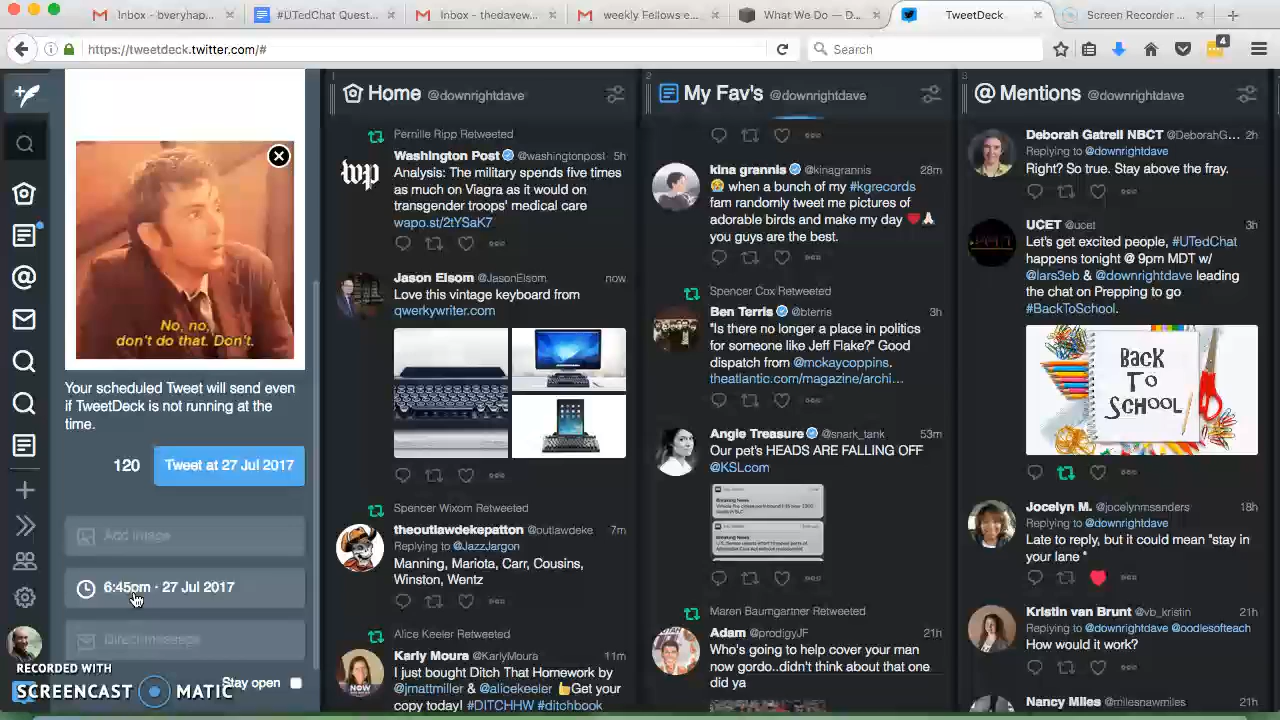 Inbox - bveryhap...
#UTedChat Quest
Inbox - thedavew...
weekly Fellows e...
What We Do — D...
TweetDeck
Screen Recorder ...
https://tweetdeck.twitter.com/#
Search
4
No, no,
don't do that. Don't.
Your scheduled Tweet will send even
if TweetDeck is not running at the
time.
120
Tweet at 27 Jul 2017
Add image
6:45pm · 27 Jul 2017
Direct message
RECORDED WITH
SCREENCAST MATIC
Stay open
1
Home @downrightdave
Pernille Ripp Retweeted
wp
Washington Post @washingtonpost · 5h
Analysis: The military spends five times
as much on Viagra as it would on
transgender troops' medical care
wapo.st/2tYSaK7
Jason Elsom @JasonElsom now
Love this vintage keyboard from
qwerkywriter.com
Spencer Wixom Retweeted
theoutlawdekepatton @outlawdeke · 7m
Replying to @JazzJargon
Manning, Mariota, Carr, Cousins,
Winston, Wentz
Alice Keeler Retweeted
Karly Moura @KarlyMoura 11m
I just bought Ditch That Homework by
@jmattmiller & @alicekeeler 👍Get your
copy today! #DITCHHW #ditchbook
NOW
2
My Fav's @downrightdave
kina grannis @kinagrannis 28m
😭 when a bunch of my #kgrecords
fam randomly tweet me pictures of
adorable birds and make my day ❤️🙏🏻
you guys are the best.
Spencer Cox Retweeted
Ben Terris @bterris 3h
"Is there no longer a place in politics
for someone like Jeff Flake?" Good
dispatch from @mckaycoppins.
theatlantic.com/magazine/archi...
Angie Treasure @snark_tank 53m
Our pet's HEADS ARE FALLING OFF
@KSLcom
Breaking News
Breaking News
Maren Baumgartner Retweeted
Adam @prodigyJF 21h
Who's going to help cover your man
now gordo..didn't think about that one
did ya
3
@ Mentions @downrightdave
Deborah Gatrell NBCT @DeborahG... 2h
Replying to @downrightdave
Right? So true. Stay above the fray.
UCET @ucet 3h
Let's get excited people, #UTedChat
happens tonight @ 9pm MDT w/
@lars3eb & @downrightdave leading
the chat on Prepping to go
#BackToSchool.
BACK
TO
SCHOOL
Jocelyn M. @jocelynmsanders 18h
Replying to @downrightdave
Late to reply, but it could mean "stay in
your lane "
Kristin van Brunt @vb_kristin 21h
Replying to @downrightdave @oodlesofteach
How would it work?
Nancy Miles @milesnawmiles 21h